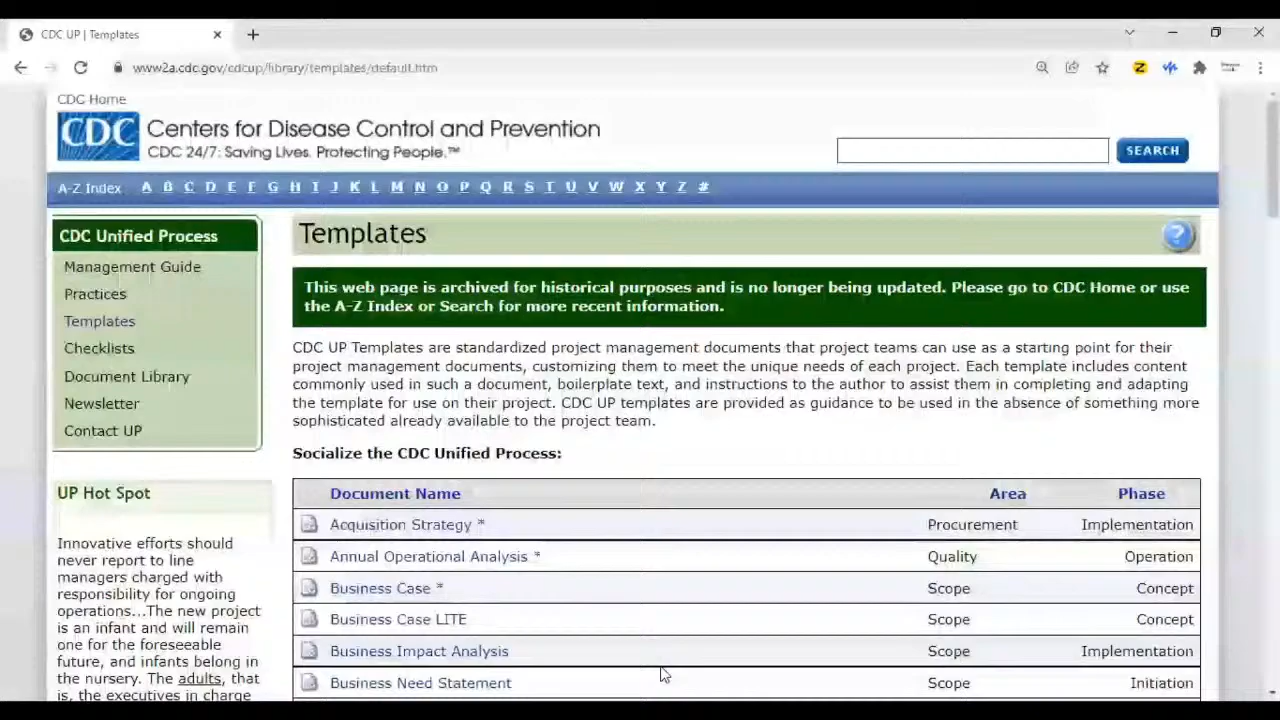 CDC UP | Templates
www2a.cdc.gov/cdcup/library/templates/default.htm
CDC Home
CDC
Centers for Disease Control and Prevention
CDC 24/7: Saving Lives. Protecting People.™
SEARCH
A-Z Index A B C D E F G H I J K L M N O P Q R S T U V W X Y Z #
CDC Unified Process
Management Guide
Practices
Templates
Checklists
Document Library
Newsletter
Contact UP
UP Hot Spot
Innovative efforts should
never report to line
managers charged with
responsibility for ongoing
operations...The new project
is an infant and will remain
one for the foreseeable
future, and infants belong in
the nursery. The adults, that
is, the executives in charge
Templates
?
This web page is archived for historical purposes and is no longer being updated. Please go to CDC Home or use
the A-Z Index or Search for more recent information.
CDC UP Templates are standardized project management documents that project teams can use as a starting point for their
project management documents, customizing them to meet the unique needs of each project. Each template includes content
commonly used in such a document, boilerplate text, and instructions to the author to assist them in completing and adapting
the template for use on their project. CDC UP templates are provided as guidance to be used in the absence of something more
sophisticated already available to the project team.
Socialize the CDC Unified Process:
Document Name Area Phase
Acquisition Strategy * Procurement Implementation
Annual Operational Analysis * Quality Operation
Business Case * Scope Concept
Business Case LITE Scope Concept
Business Impact Analysis Scope Implementation
Business Need Statement Scope Initiation